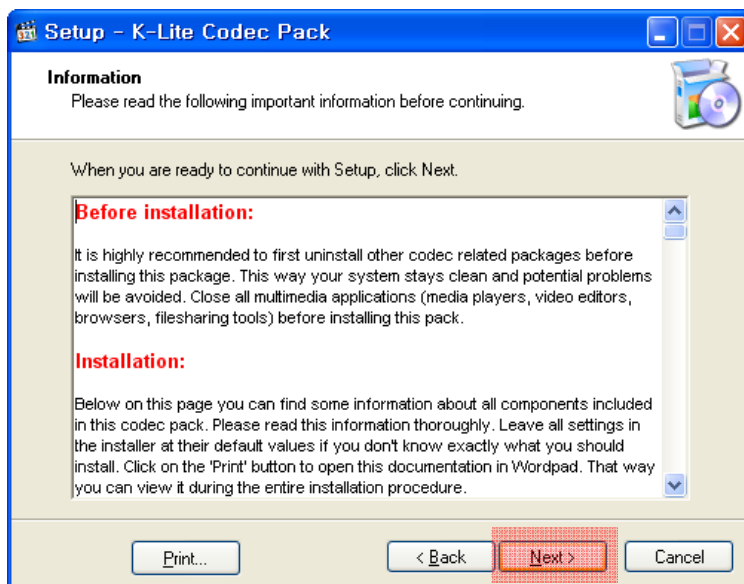 Setup - K-Lite Codec Pack
Information
Please read the following important information before continuing.
When you are ready to continue with Setup, click Next.
Before installation:
It is highly recommended to first uninstall other codec related packages before
installing this package. This way your system stays clean and potential problems
will be avoided. Close all multimedia applications (media players, video editors,
browsers, filesharing tools) before installing this pack.
Installation:
Below on this page you can find some information about all components included
in this codec pack. Please read this information thoroughly. Leave all settings in
the installer at their default values if you don't know exactly what you should
install. Click on the 'Print' button to open this documentation in Wordpad. That way
you can view it during the entire installation procedure.
Print... < Back Next > Cancel